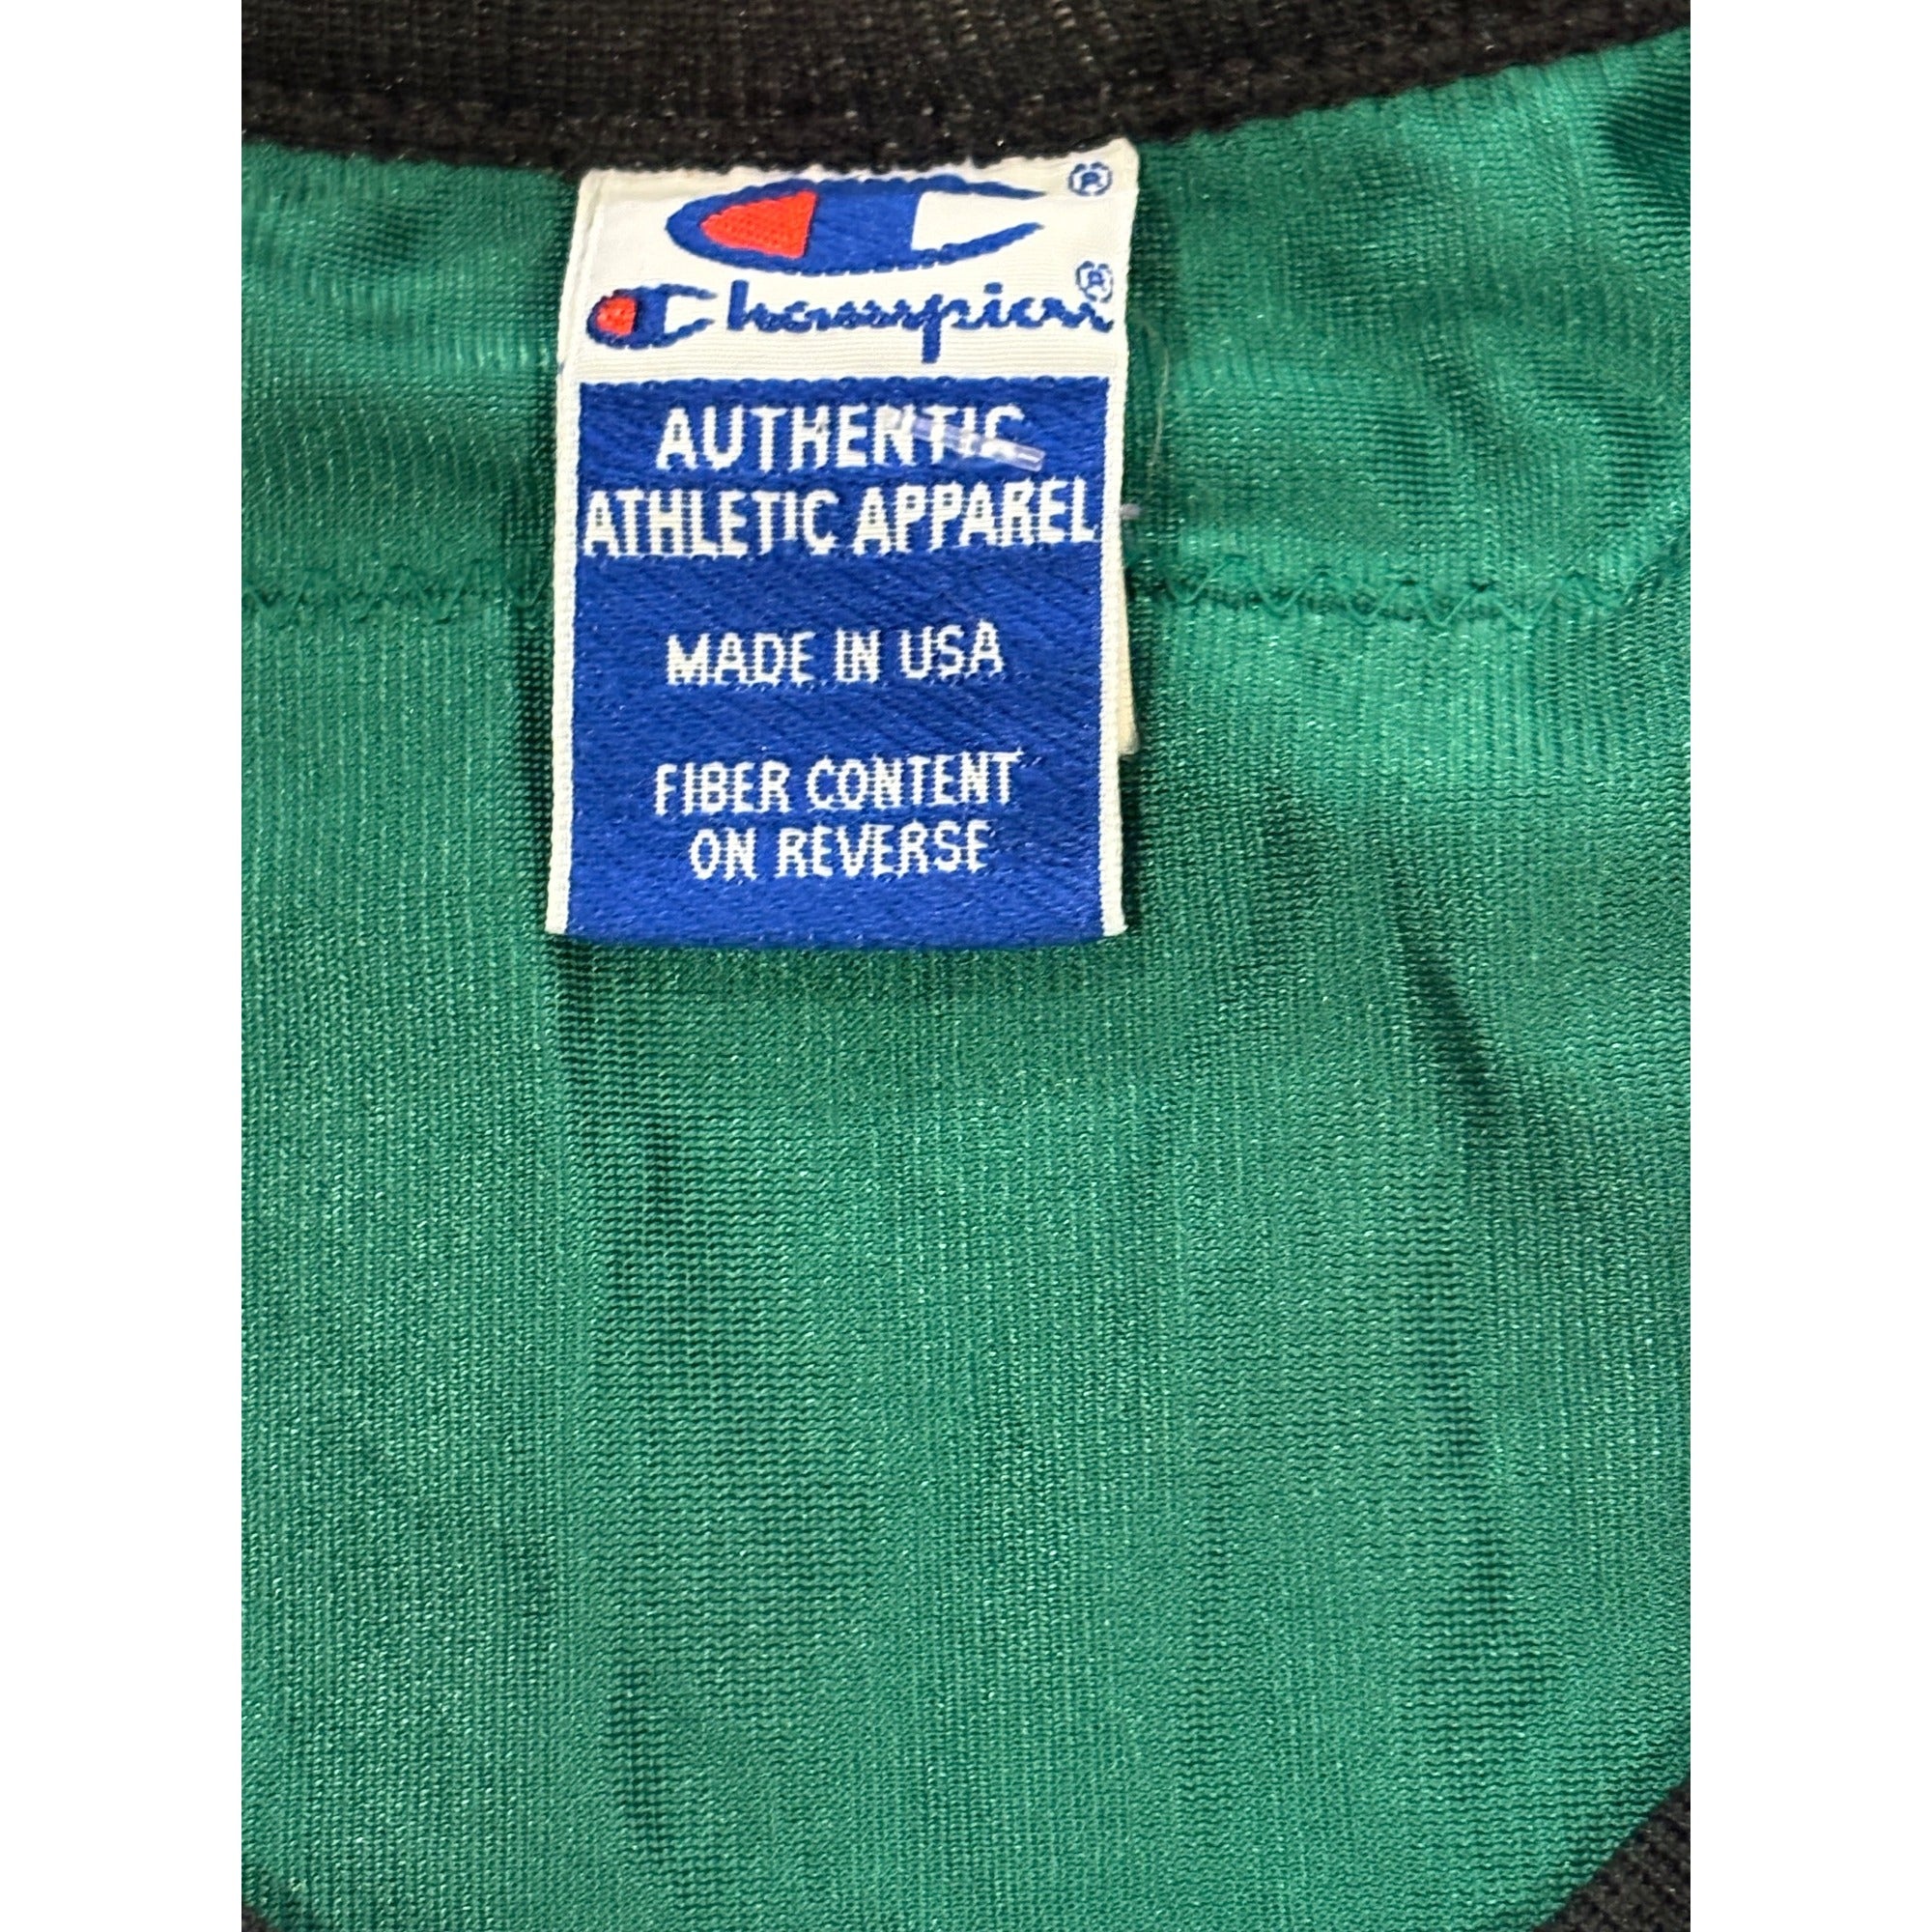 ®
Champion®
AUTHENTIC
ATHLETIC APPAREL
MADE IN USA
FIBER CONTENT
ON REVERSE